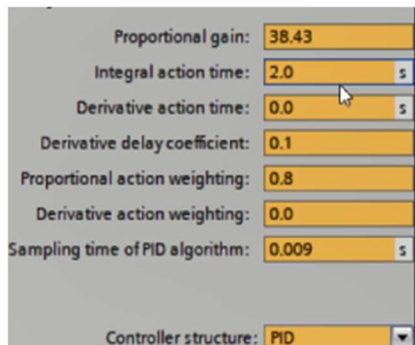 Proportional gain: 38.43
Integral action time: 2.0 s
Derivative action time: 0.0 s
Derivative delay coefficient: 0.1
Proportional action weighting: 0.8
Derivative action weighting: 0.0
Sampling time of PID algorithm: 0.009 s
Controller structure: PID